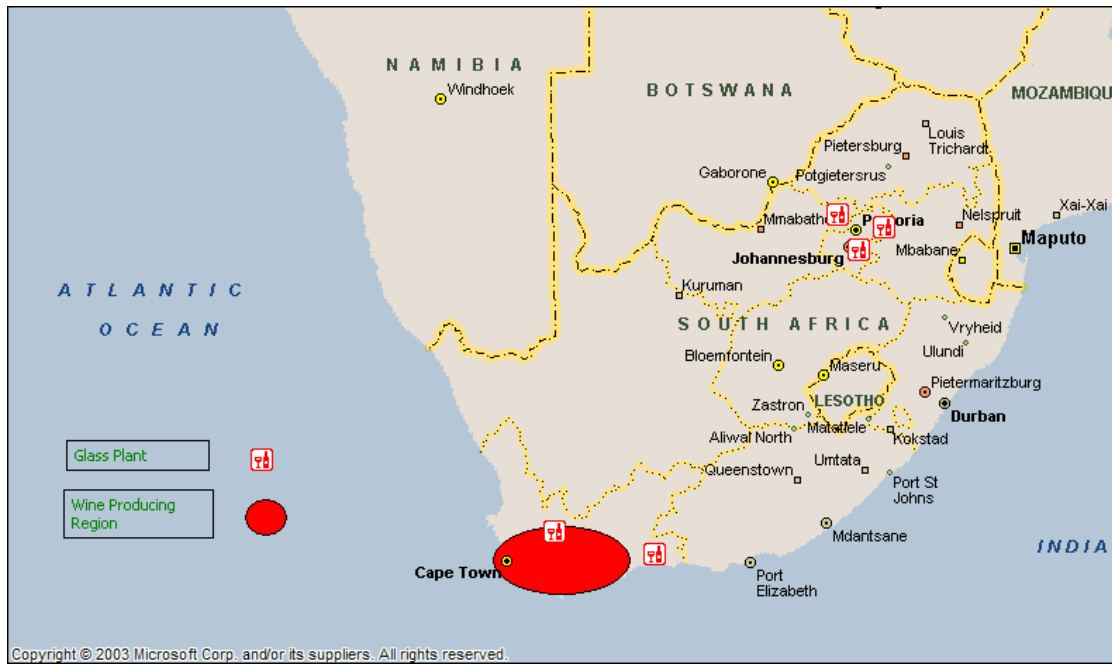 NAMIBIA
Windhoek
BOTSWANA
MOZAMBIQU
Louis
Trichardt
Pietersburg
Potgietersrus
Gaborone
Xai-Xai
Mmabatho
Nelspruit
Maputo
Johannesburg
Mbabane
Kuruman
ATLANTIC
OCEAN
SOUTH AFRICA
Vryheid
Ulundi
Bloemfontein
Maseru
Pietermaritzburg
LESOTHO
Durban
Zastron
Matatiele
Aliwal North
Kokstad
Glass Plant
Queenstown
Umtata
Port St
Johns
Wine Producing
Region
Mdantsane
INDIA
Cape Town
Port
Elizabeth
Copyright © 2003 Microsoft Corp. and/or its suppliers. All rights reserved.